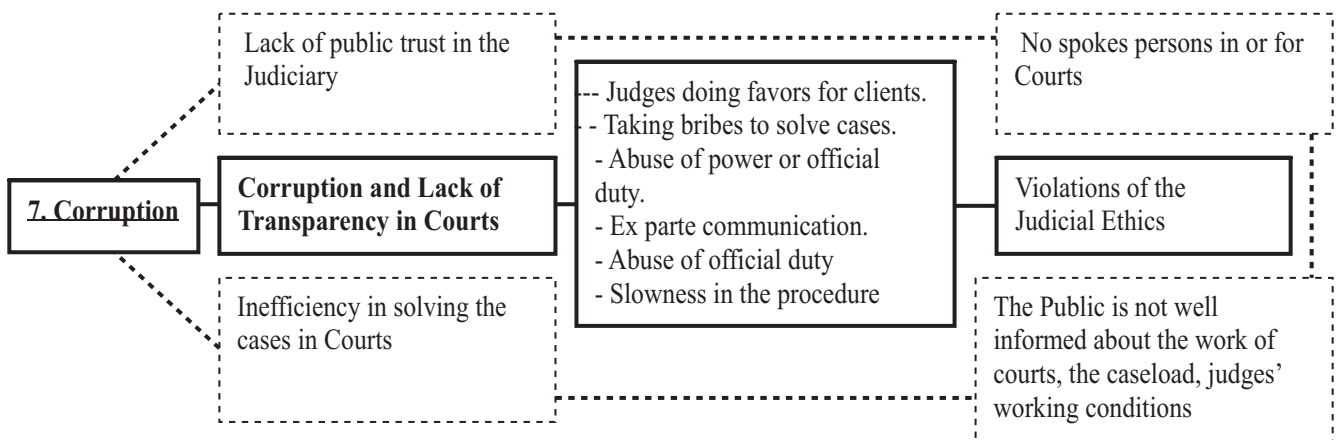 Lack of public trust in the
Judiciary
No spokes persons in or for
Courts
--- Judges doing favors for clients.
- - Taking bribes to solve cases.
- Abuse of power or official
duty.
- Ex parte communication.
- Abuse of official duty
- Slowness in the procedure
7. Corruption
Corruption and Lack of
Transparency in Courts
Violations of the
Judicial Ethics
Inefficiency in solving the
cases in Courts
The Public is not well
informed about the work of
courts, the caseload, judges’
working conditions